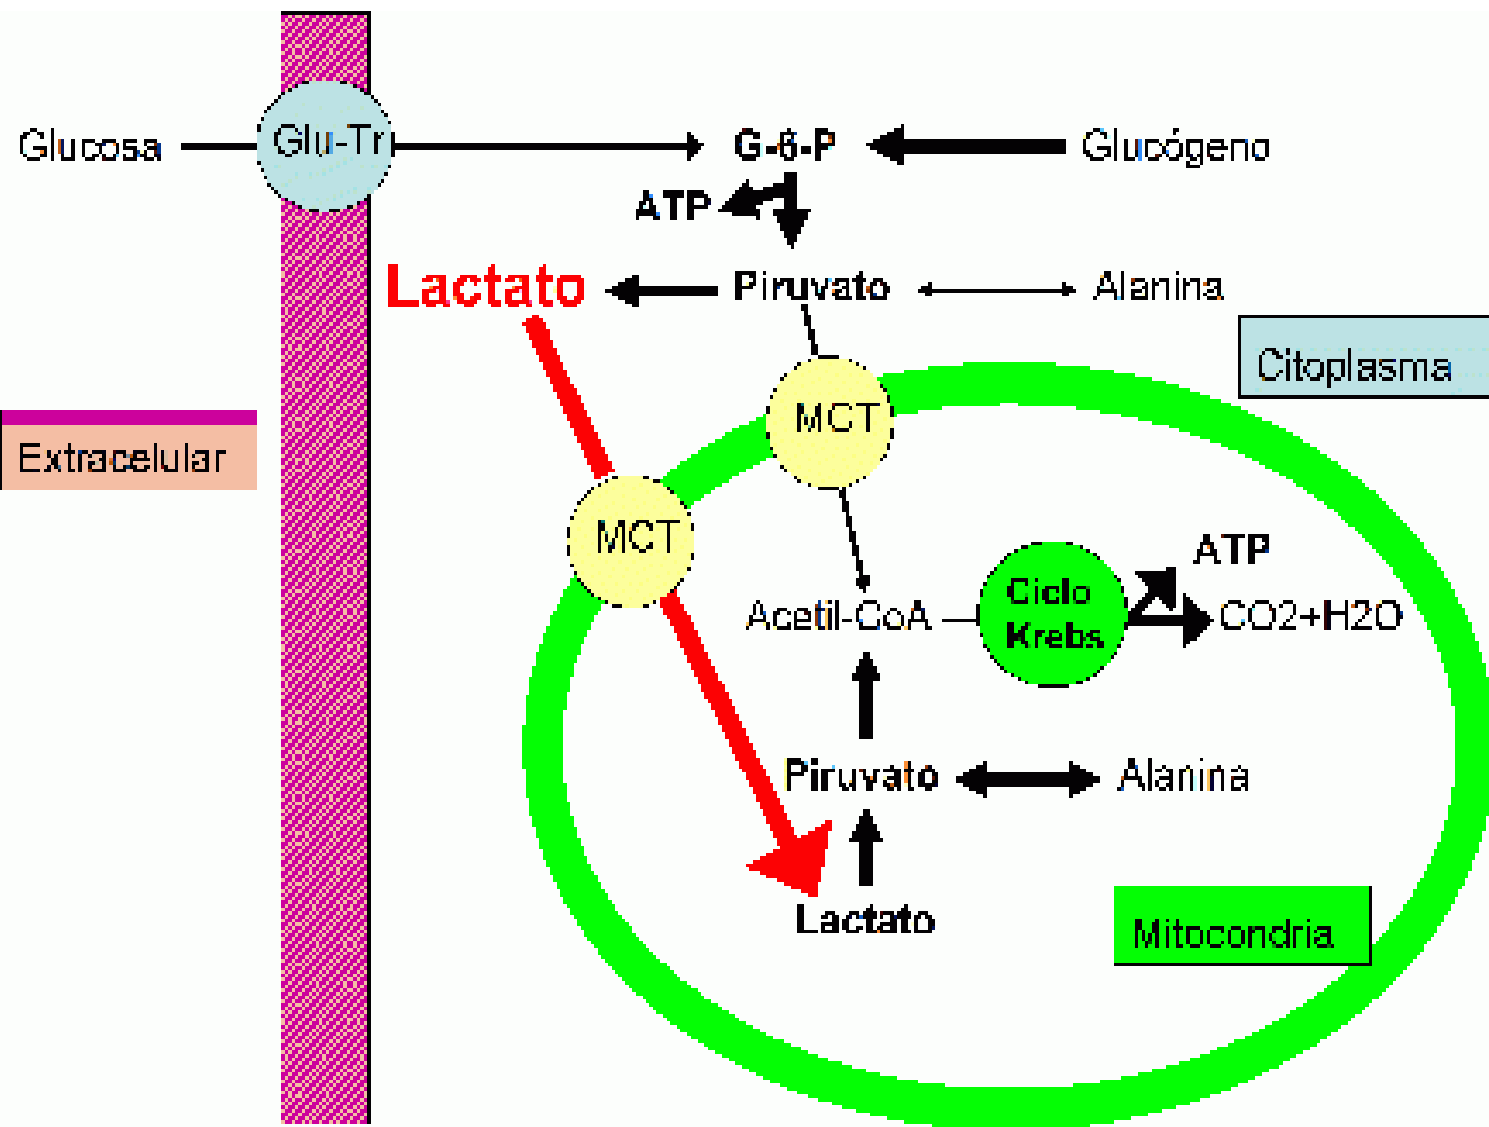 Glucosa
Glu-Tr
G-6-P
Glucógeno
ATP
Lactato
Piruvato
Alanina
Citoplasma
MCT
Extracelular
MCT
ATP
Acetil-CoA
Ciclo
Krebs
CO2+H2O
Piruvato
Alanina
Lactato
Mitocondria